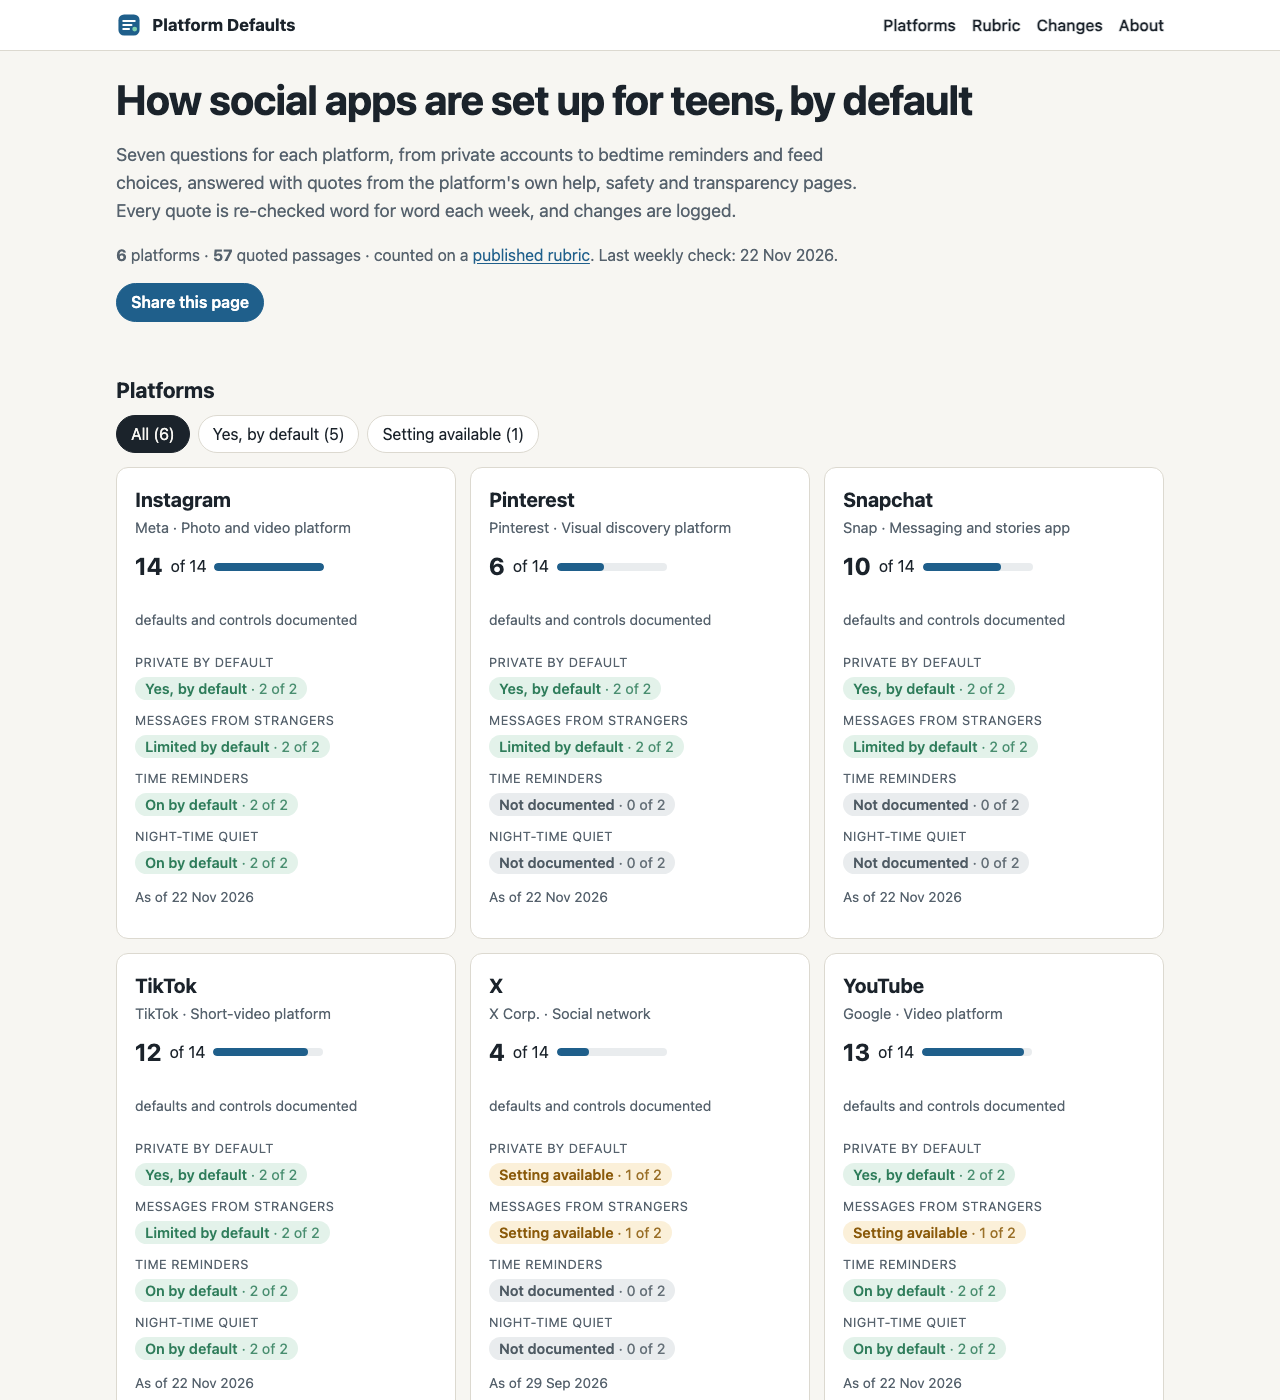 Platform Defaults
Platforms Rubric Changes About
How social apps are set up for teens, by default
Seven questions for each platform, from private accounts to bedtime reminders and feed
choices, answered with quotes from the platform's own help, safety and transparency pages.
Every quote is re-checked word for word each week, and changes are logged.
6 platforms · 57 quoted passages · counted on a published rubric. Last weekly check: 22 Nov 2026.
Share this page
Platforms
All (6)
Yes, by default (5)
Setting available (1)
Instagram
Meta · Photo and video platform
14 of 14
defaults and controls documented
PRIVATE BY DEFAULT
Yes, by default · 2 of 2
MESSAGES FROM STRANGERS
Limited by default · 2 of 2
TIME REMINDERS
On by default · 2 of 2
NIGHT-TIME QUIET
On by default · 2 of 2
As of 22 Nov 2026
Pinterest
Pinterest · Visual discovery platform
6 of 14
defaults and controls documented
PRIVATE BY DEFAULT
Yes, by default · 2 of 2
MESSAGES FROM STRANGERS
Limited by default · 2 of 2
TIME REMINDERS
Not documented · 0 of 2
NIGHT-TIME QUIET
Not documented · 0 of 2
As of 22 Nov 2026
Snapchat
Snap · Messaging and stories app
10 of 14
defaults and controls documented
PRIVATE BY DEFAULT
Yes, by default · 2 of 2
MESSAGES FROM STRANGERS
Limited by default · 2 of 2
TIME REMINDERS
Not documented · 0 of 2
NIGHT-TIME QUIET
Not documented · 0 of 2
As of 22 Nov 2026
TikTok
TikTok · Short-video platform
12 of 14
defaults and controls documented
PRIVATE BY DEFAULT
Yes, by default · 2 of 2
MESSAGES FROM STRANGERS
Limited by default · 2 of 2
TIME REMINDERS
On by default · 2 of 2
NIGHT-TIME QUIET
On by default · 2 of 2
As of 22 Nov 2026
X
X Corp. · Social network
4 of 14
defaults and controls documented
PRIVATE BY DEFAULT
Setting available · 1 of 2
MESSAGES FROM STRANGERS
Setting available · 1 of 2
TIME REMINDERS
Not documented · 0 of 2
NIGHT-TIME QUIET
Not documented · 0 of 2
As of 29 Sep 2026
YouTube
Google · Video platform
13 of 14
defaults and controls documented
PRIVATE BY DEFAULT
Yes, by default · 2 of 2
MESSAGES FROM STRANGERS
Setting available · 1 of 2
TIME REMINDERS
On by default · 2 of 2
NIGHT-TIME QUIET
On by default · 2 of 2
As of 22 Nov 2026